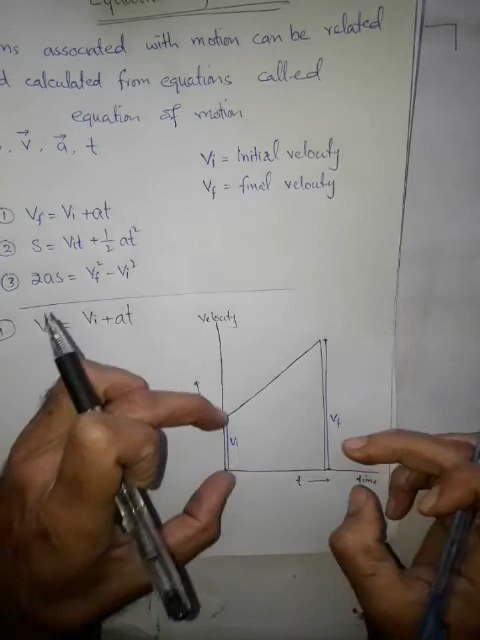 ns associated with motion can be related
d calculated from equations called
equation of motion
, v⃗, a⃗, t
Vi = Initial velocity
Vf = final velocity
① Vf = Vi + at
② S = Vit + ½ at²
③ 2as = Vf² - Vi²
Vi + at
Velocity
Vi
Vf
t → time